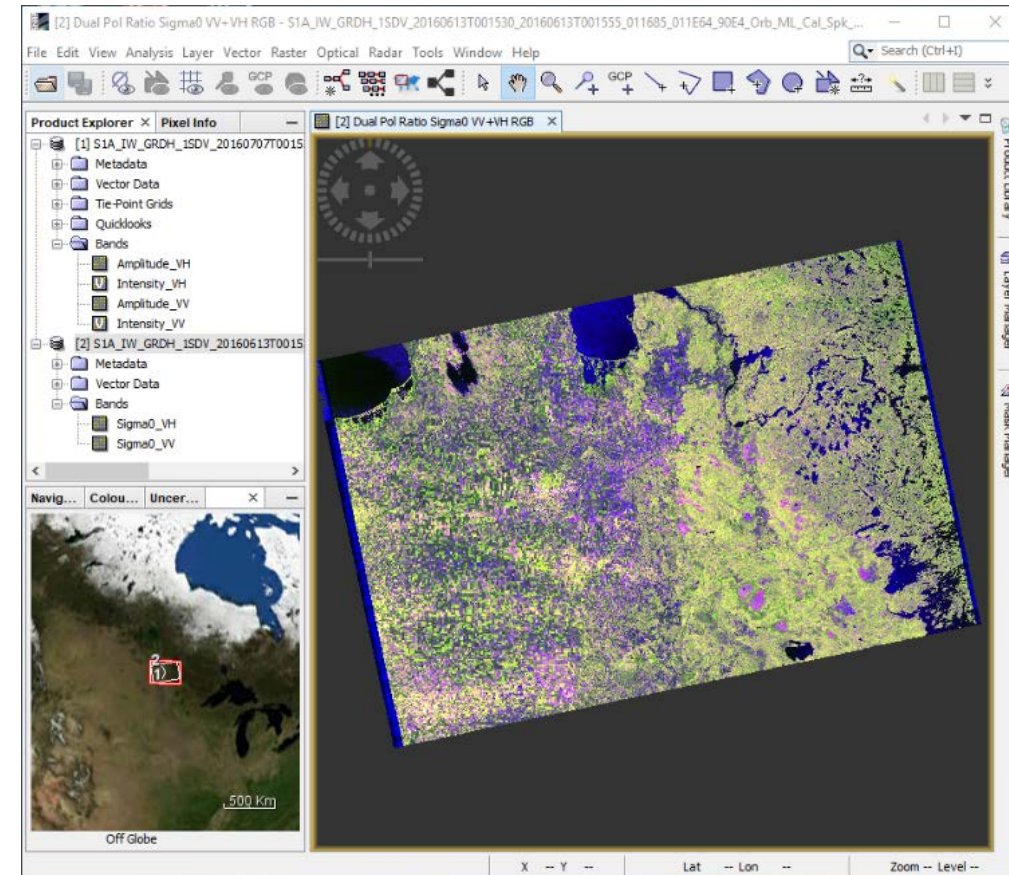 [2] Dual Pol Ratio Sigma0 VV+VH RGB - S1A_IW_GRDH_1SDV_20160613T001530_20160613T001555_011685_011E64_90E4_Orb_ML_Cal_Spk_...
File Edit View Analysis Layer Vector Raster Optical Radar Tools Window Help
Search (Ctrl+I)
GCP
GCP
Product Explorer
Pixel Info
[2] Dual Pol Ratio Sigma0 VV+VH RGB
[1] S1A_IW_GRDH_1SDV_20160707T0015
Metadata
Vector Data
Tie-Point Grids
Quicklooks
Bands
Amplitude_VH
Intensity_VH
Amplitude_VV
Intensity_VV
[2] S1A_IW_GRDH_1SDV_20160613T0015
Metadata
Vector Data
Bands
Sigma0_VH
Sigma0_VV
Product Library
Layer Manager
Mask Manager
Navig... Colou... Uncer...
2
1
500 Km
Off Globe
X -- Y -- Lat -- Lon -- Zoom -- Level --